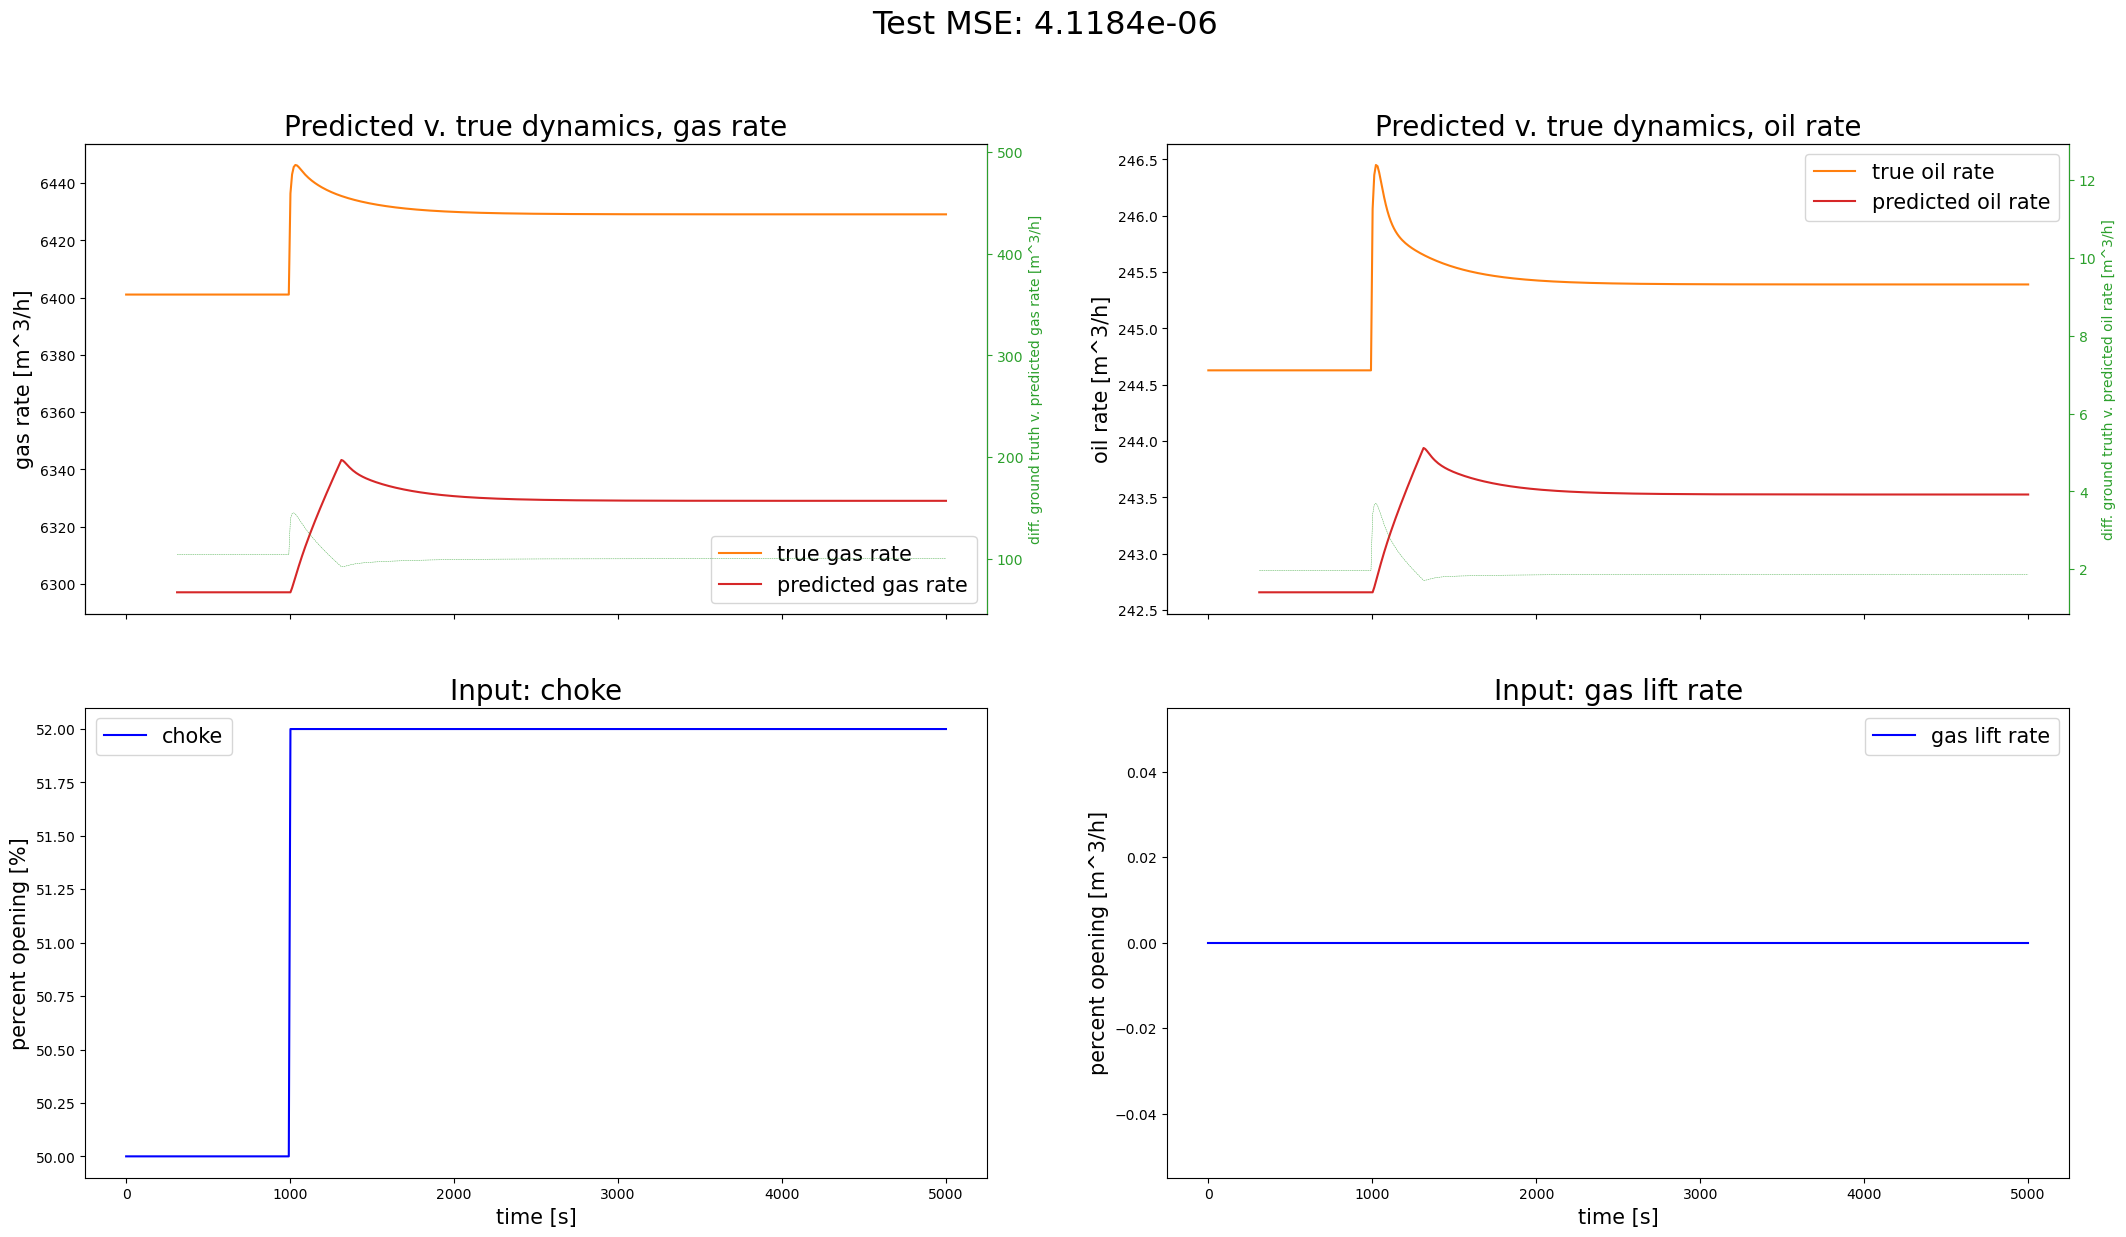 Test MSE: 4.1184e-06
Predicted v. true dynamics, gas rate
gas rate [m^3/h]
6440
6420
6400
6380
6360
6340
6320
6300
500
400
300
200
100
diff. ground truth v. predicted gas rate [m^3/h]
true gas rate
predicted gas rate
Predicted v. true dynamics, oil rate
oil rate [m^3/h]
246.5
246.0
245.5
245.0
244.5
244.0
243.5
243.0
242.5
12
10
8
6
4
2
diff. ground truth v. predicted oil rate [m^3/h]
true oil rate
predicted oil rate
Input: choke
percent opening [%]
52.00
51.75
51.50
51.25
51.00
50.75
50.50
50.25
50.00
choke
0
1000
2000
3000
4000
5000
time [s]
Input: gas lift rate
percent opening [m^3/h]
0.04
0.02
0.00
−0.02
−0.04
gas lift rate
0
1000
2000
3000
4000
5000
time [s]